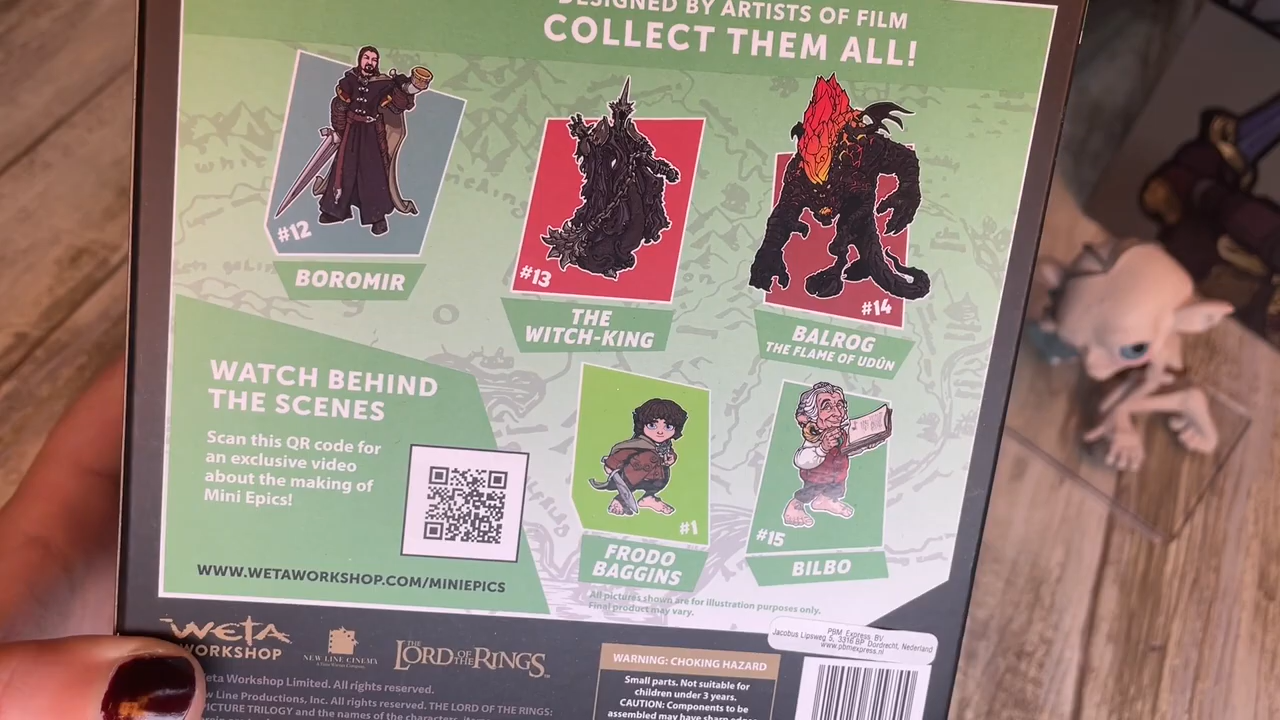 DESIGNED BY ARTISTS OF FILM
COLLECT THEM ALL!
#12
BOROMIR
#13
THE
WITCH-KING
#14
BALROG
THE FLAME OF UDÛN
WATCH BEHIND
THE SCENES
Scan this QR code for
an exclusive video
about the making of
Mini Epics!
WWW.WETAWORKSHOP.COM/MINIEPICS
#1
FRODO
BAGGINS
#15
BILBO
All pictures shown are for illustration purposes only.
Final product may vary.
WETA
WORKSHOP
NEW LINE CINEMA
THE LORD OF THE RINGS
PBM Express BV
Jacobus Lipsweg 5, 3316BP Dordrecht, Nederland
www.pbmexpress.nl
WARNING: CHOKING HAZARD
Small parts. Not suitable for
children under 3 years.
CAUTION: Components to
be
assembled may have sharp
Weta Workshop Limited. All rights reserved.
Line Productions, Inc. All rights reserved. THE LORD OF THE RINGS:
PICTURE TRILOGY and the names of the characters,